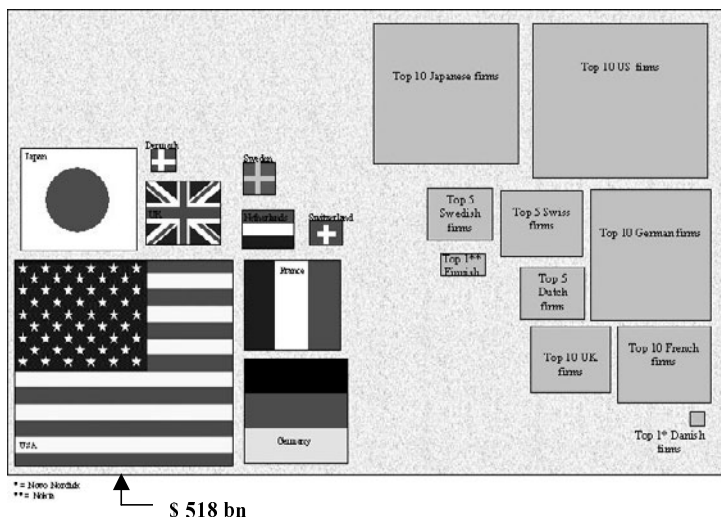 Top 10 Japanese firms
Top 10 US firms
Japan
Denmark
Sweden
UK
Netherlands
Switzerland
Top 5
Swedish
firms
Top 5 Swiss
firms
Top 10 German firms
Top 1**
Finnish
France
Top 5
Dutch
firms
Top 10 UK
firms
Top 10 French
firms
USA
Germany
Top 1* Danish
firms
* = Novo Nordisk
** = Nokia
$ 518 bn